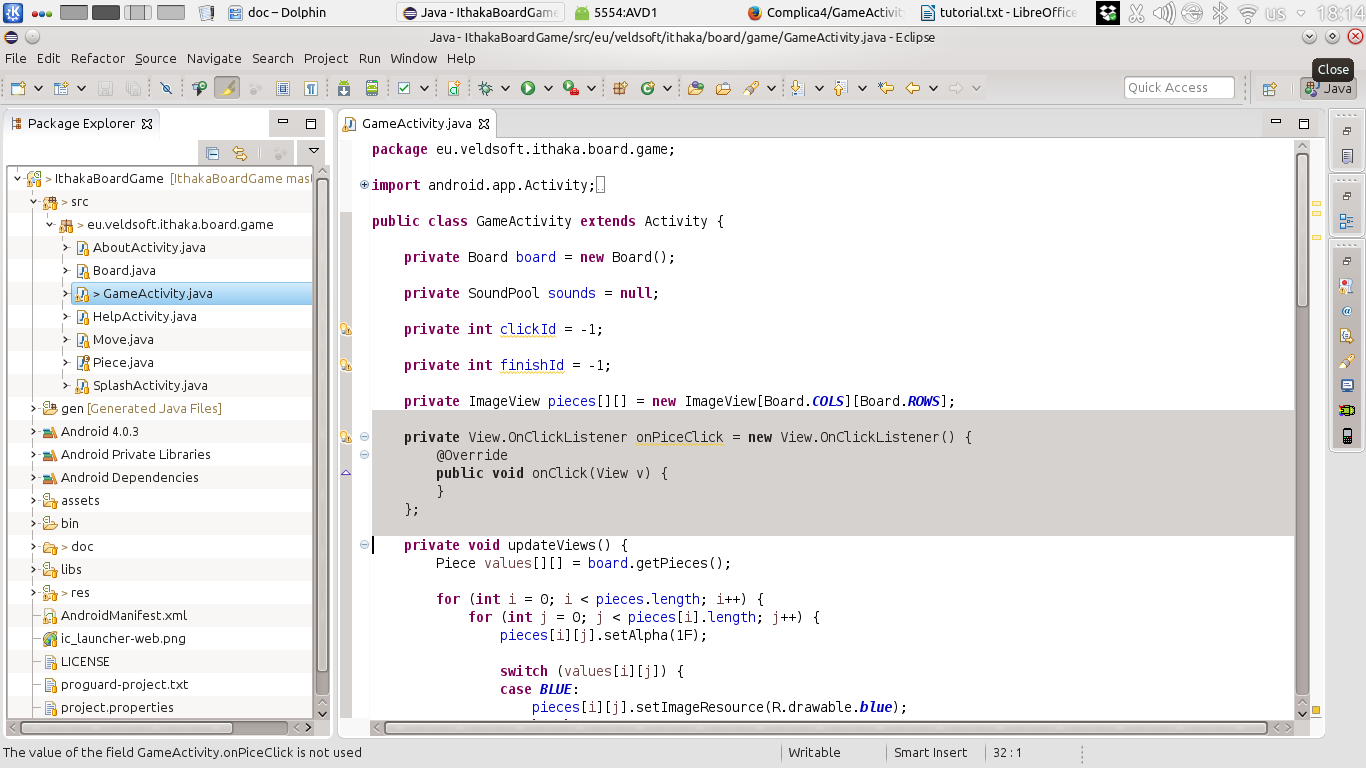 doc – Dolphin
Java - IthakaBoardGame
5554:AVD1
Complica4/GameActivity
tutorial.txt - LibreOffice
us
18:14
Java - IthakaBoardGame/src/eu/veldsoft/ithaka/board/game/GameActivity.java - Eclipse
File Edit Refactor Source Navigate Search Project Run Window Help
Close
Quick Access
Java
Package Explorer
GameActivity.java
> IthakaBoardGame [IthakaBoardGame mast
> src
> eu.veldsoft.ithaka.board.game
AboutActivity.java
Board.java
> GameActivity.java
HelpActivity.java
Move.java
Piece.java
SplashActivity.java
gen [Generated Java Files]
Android 4.0.3
Android Private Libraries
Android Dependencies
assets
bin
> doc
libs
> res
AndroidManifest.xml
ic_launcher-web.png
LICENSE
proguard-project.txt
project.properties
package eu.veldsoft.ithaka.board.game;
import android.app.Activity;
public class GameActivity extends Activity {
private Board board = new Board();
private SoundPool sounds = null;
private int clickId = -1;
private int finishId = -1;
private ImageView pieces[][] = new ImageView[Board.COLS][Board.ROWS];
private View.OnClickListener onPiceClick = new View.OnClickListener() {
@Override
public void onClick(View v) {
}
};
private void updateViews() {
Piece values[][] = board.getPieces();
for (int i = 0; i < pieces.length; i++) {
for (int j = 0; j < pieces[i].length; j++) {
pieces[i][j].setAlpha(1F);
switch (values[i][j]) {
case BLUE:
pieces[i][j].setImageResource(R.drawable.blue);
The value of the field GameActivity.onPiceClick is not used
Writable
Smart Insert
32 : 1